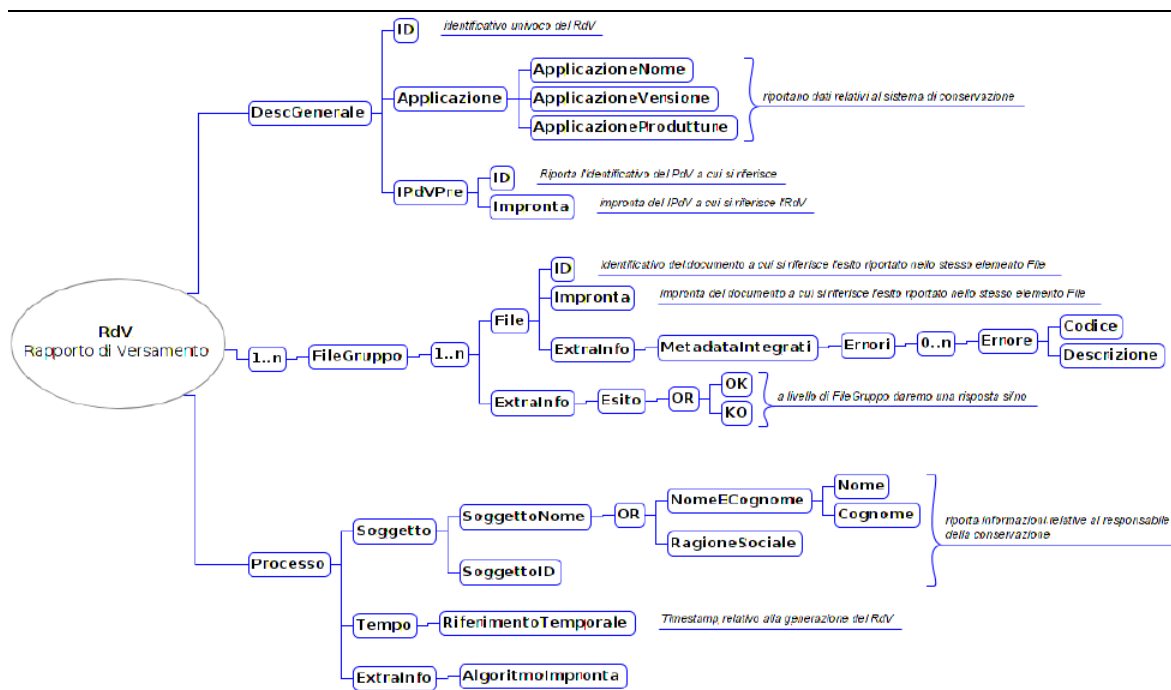 ID
identificativo univoco del RdV
ApplicazioneNome
Applicazione
ApplicazioneVersione
riportano dati relativi al sistema di conservazione
DescGenerale
ApplicazioneProdutture
ID
Riporta l'identificativo del PdV a cui si riferisce
IPdVPre
Impronta
impronta del IPdV a cui si riferisce l'RdV
ID
Identificativo del documento a cui si riferisce l'esito riportato nello stesso elemento File
Impronta
Impronta del documento a cui si riferisce l'esito riportato nello stesso elemento File
File
RdV
Rapporto di Versamento
1..n
FileGruppo
1..n
ExtraInfo
MetadataIntegrati
Errori
0..n
Errore
Codice
Descrizione
ExtraInfo
Esito
OR
OK
KO
a livello di FileGruppo daremo una risposta si/no
Nome
NomeECognome
Cognome
SoggettoNome
OR
Soggetto
RagioneSociale
riporta informazioni relative al responsabile
della conservazione
SoggettoID
Processo
Tempo
RiferimentoTemporale
Timestamp relativo alla generazione del RdV
ExtraInfo
AlgoritmoImpronta